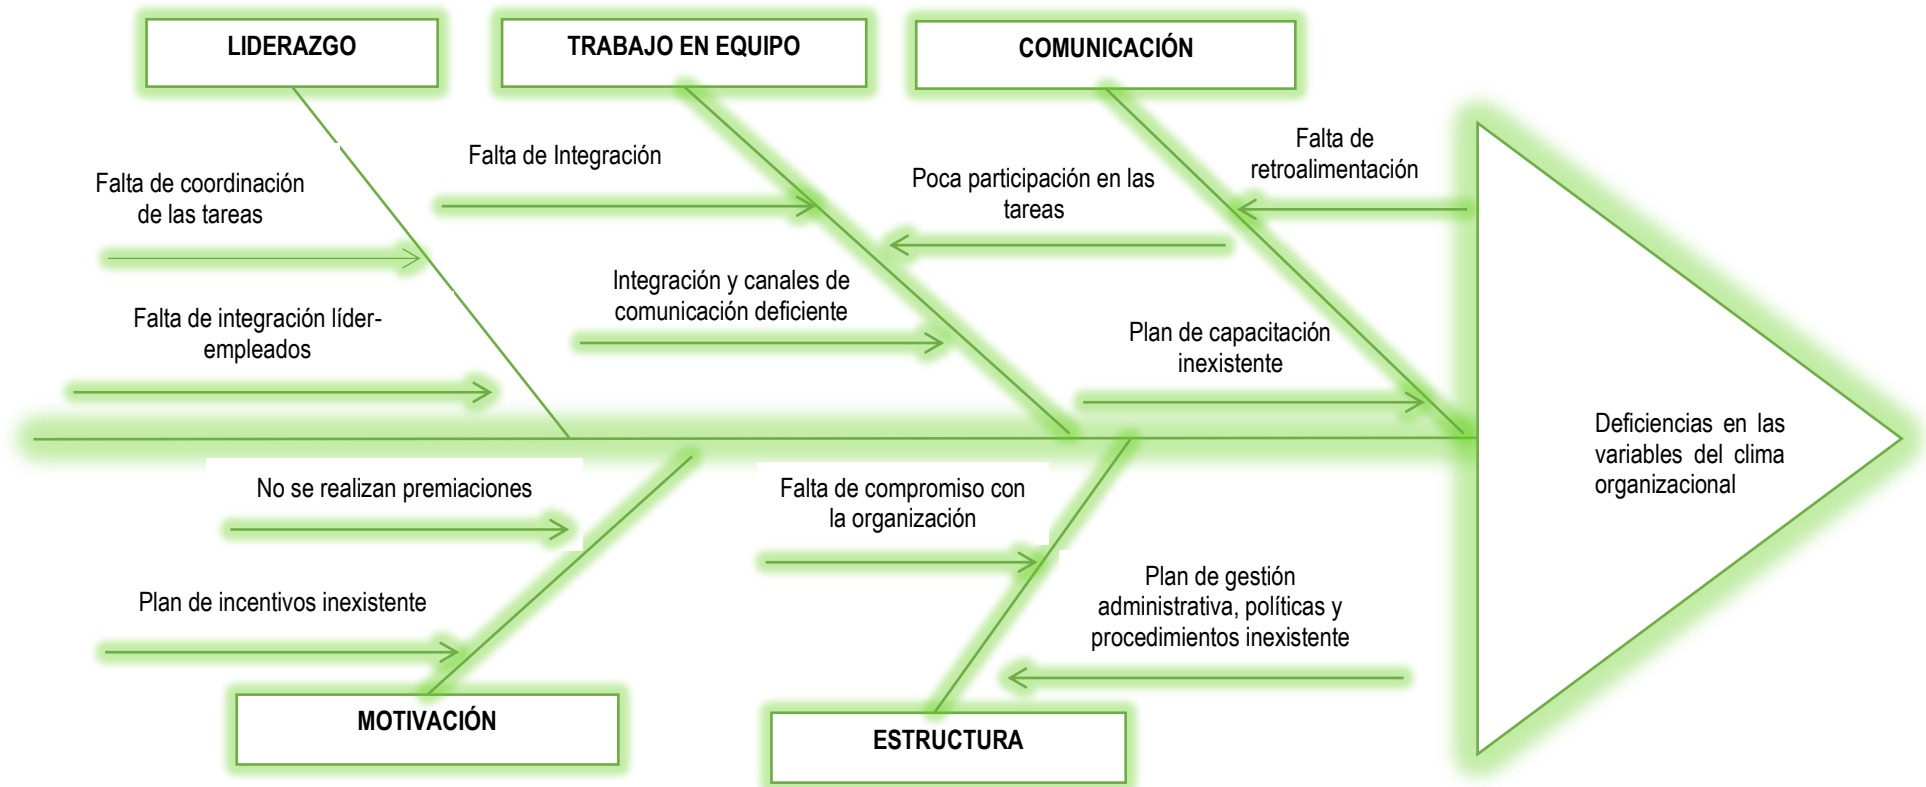 LIDERAZGO
TRABAJO EN EQUIPO
COMUNICACIÓN
Falta de coordinación
de las tareas
Falta de integración líder-
empleados
Falta de Integración
Poca participación en las
tareas
Integración y canales de
comunicación deficiente
Falta de
retroalimentación
Plan de capacitación
inexistente
Deficiencias en las
variables del clima
organizacional
No se realizan premiaciones
Plan de incentivos inexistente
Falta de compromiso con
la organización
Plan de gestión
administrativa, políticas y
procedimientos inexistente
MOTIVACIÓN
ESTRUCTURA